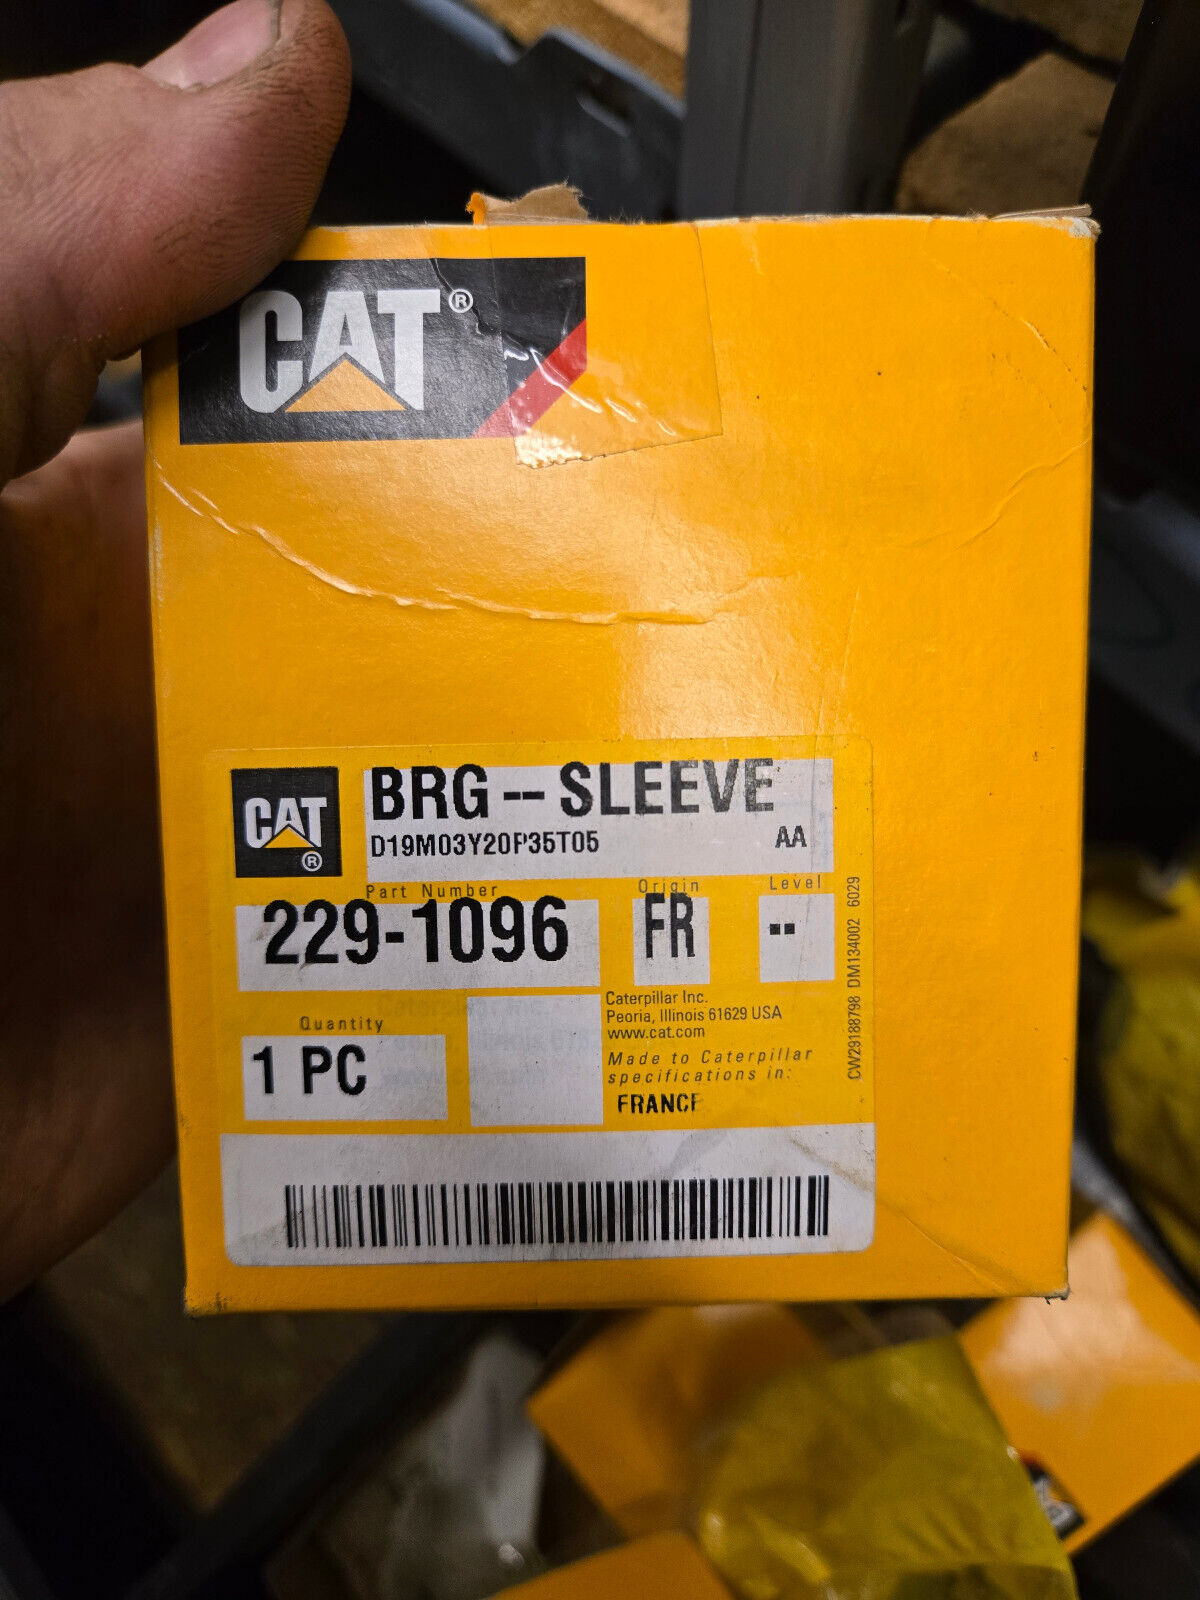 CAT®
CAT
®
BRG -- SLEEVE
D19M03Y20P35T05 AA
Part Number Origin Level
229-1096 FR --
Caterpillar Inc.
Peoria, Illinois 61629 USA
www.cat.com
Quantity
1 PC
Made to Caterpillar
specifications in:
FRANCE
CW29188798 DM134002 6029